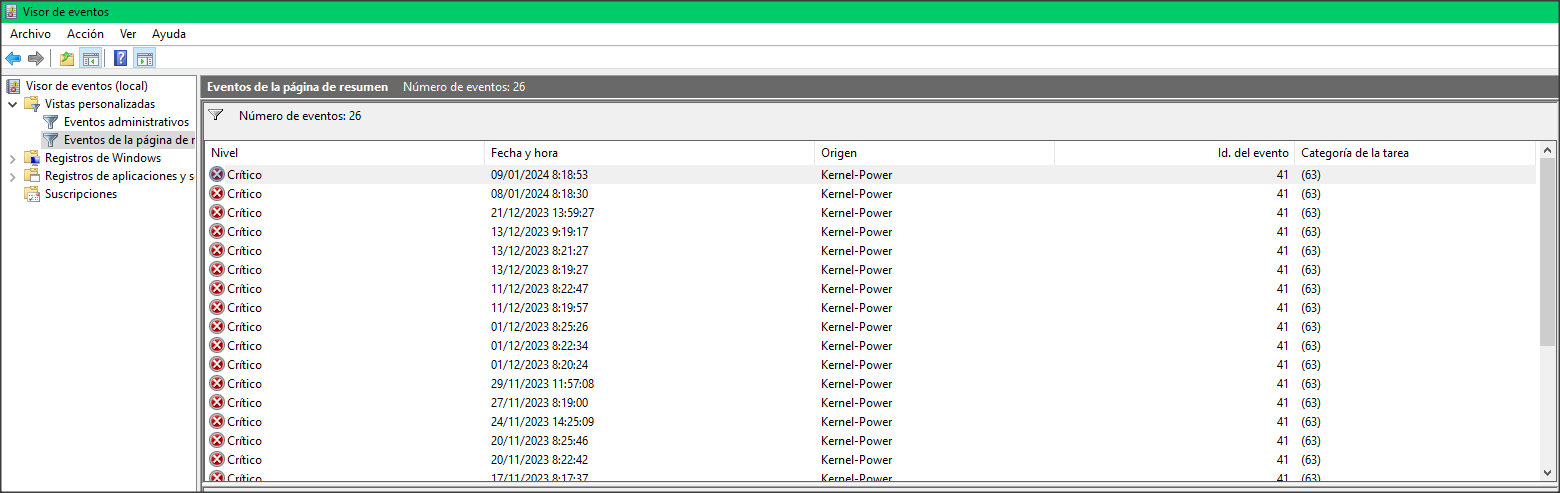 Visor de eventos
Archivo Acción Ver Ayuda
Visor de eventos (local)
Vistas personalizadas
Eventos administrativos
Eventos de la página de r
Registros de Windows
Registros de aplicaciones y s
Suscripciones
Eventos de la página de resumen Número de eventos: 26
Número de eventos: 26
Nivel Fecha y hora Origen Id. del evento Categoría de la tarea
Crítico 09/01/2024 8:18:53 Kernel-Power 41 (63)
Crítico 08/01/2024 8:18:30 Kernel-Power 41 (63)
Crítico 21/12/2023 13:59:27 Kernel-Power 41 (63)
Crítico 13/12/2023 9:19:17 Kernel-Power 41 (63)
Crítico 13/12/2023 8:21:27 Kernel-Power 41 (63)
Crítico 13/12/2023 8:19:27 Kernel-Power 41 (63)
Crítico 11/12/2023 8:22:47 Kernel-Power 41 (63)
Crítico 11/12/2023 8:19:57 Kernel-Power 41 (63)
Crítico 01/12/2023 8:25:26 Kernel-Power 41 (63)
Crítico 01/12/2023 8:22:34 Kernel-Power 41 (63)
Crítico 01/12/2023 8:20:24 Kernel-Power 41 (63)
Crítico 29/11/2023 11:57:08 Kernel-Power 41 (63)
Crítico 27/11/2023 8:19:00 Kernel-Power 41 (63)
Crítico 24/11/2023 14:25:09 Kernel-Power 41 (63)
Crítico 20/11/2023 8:25:46 Kernel-Power 41 (63)
Crítico 20/11/2023 8:22:42 Kernel-Power 41 (63)
Crítico 17/11/2023 8:17:37 Kernel-Power 41 (63)